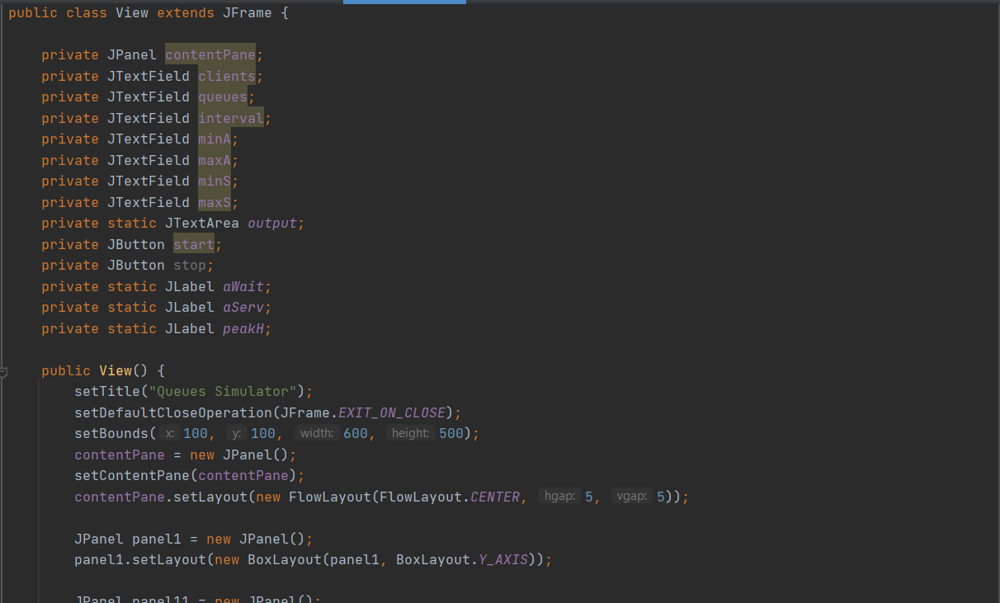 public class View extends JFrame {
private JPanel contentPane;
private JTextField clients;
private JTextField queues;
private JTextField interval;
private JTextField minA;
private JTextField maxA;
private JTextField minS;
private JTextField maxS;
private static JTextArea output;
private JButton start;
private JButton stop;
private static JLabel aWait;
private static JLabel aServ;
private static JLabel peakH;
public View() {
setTitle("Queues Simulator");
setDefaultCloseOperation(JFrame.EXIT_ON_CLOSE);
setBounds( x: 100, y: 100, width: 600, height: 500);
contentPane = new JPanel();
setContentPane(contentPane);
contentPane.setLayout(new FlowLayout(FlowLayout.CENTER, hgap: 5, vgap: 5));
JPanel panel1 = new JPanel();
panel1.setLayout(new BoxLayout(panel1, BoxLayout.Y_AXIS));
JPanel panel11 = new JPanel();